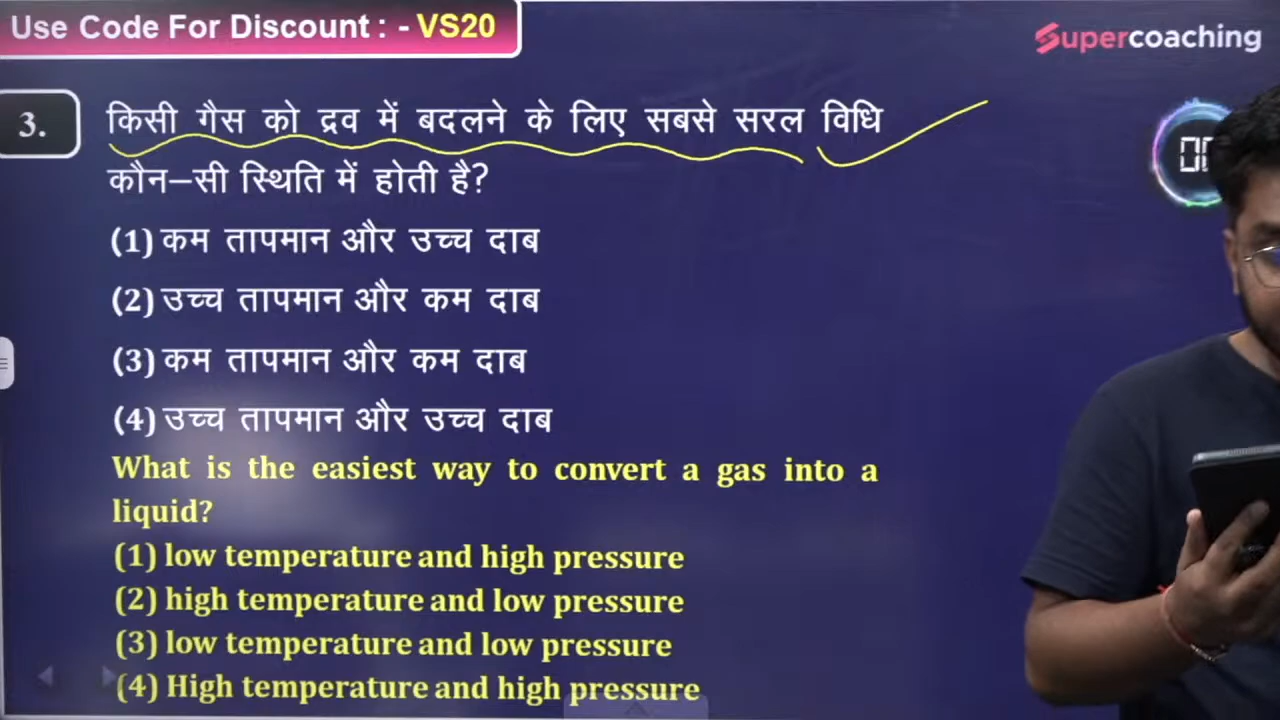 Use Code For Discount : - VS20
Supercoaching
3.
किसी गैस को द्रव में बदलने के लिए सबसे सरल विधि
कौन–सी स्थिति में होती है?
(1) कम तापमान और उच्च दाब
(2) उच्च तापमान और कम दाब
(3) कम तापमान और कम दाब
(4) उच्च तापमान और उच्च दाब
What is the easiest way to convert a gas into a
liquid?
(1) low temperature and high pressure
(2) high temperature and low pressure
(3) low temperature and low pressure
(4) High temperature and high pressure